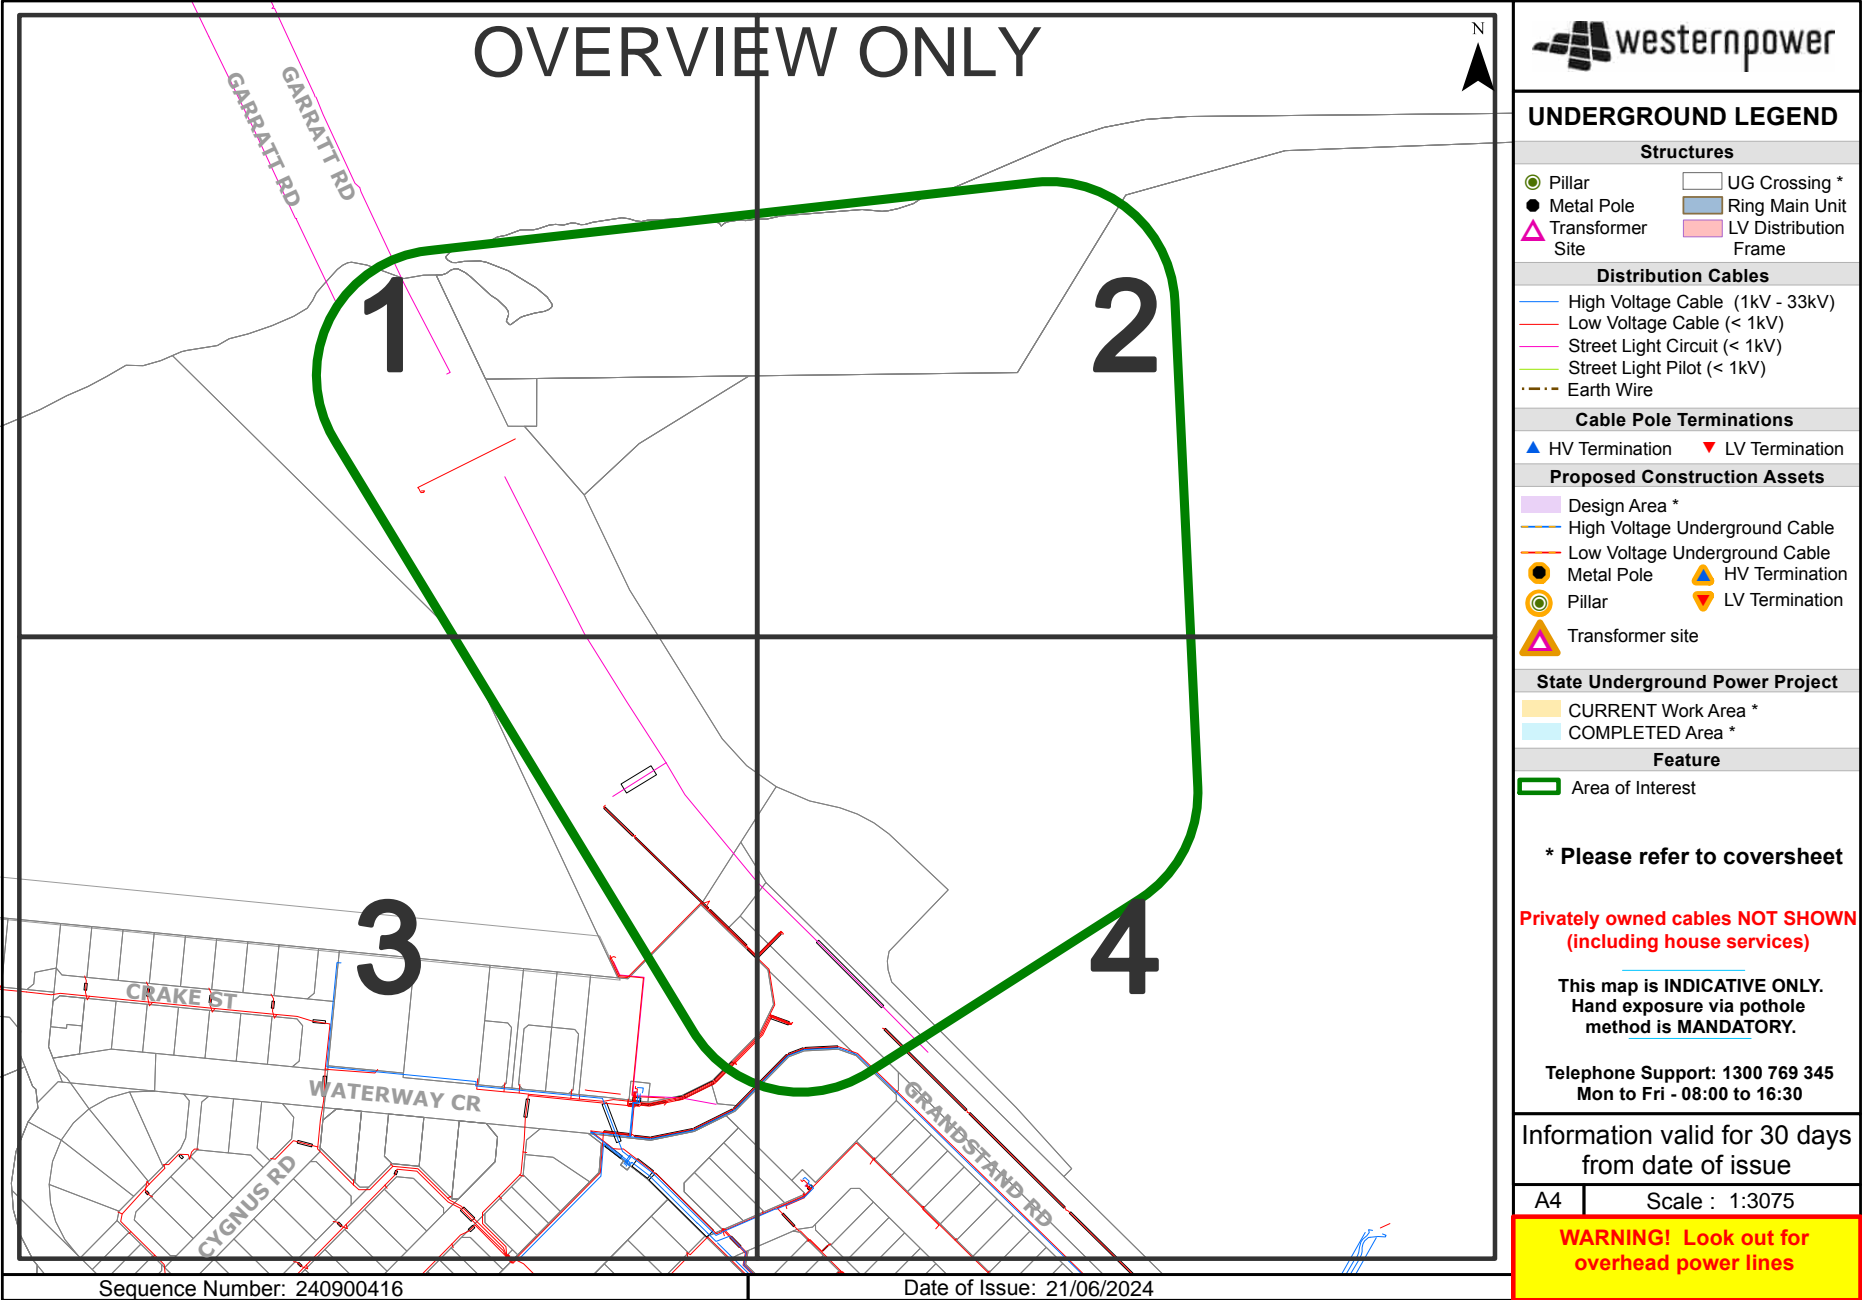 OVERVIEW ONLY
N
GARRATT RD
GARRATT RD
1
2
3
4
CRAKE ST
WATERWAY CR
CYGNUS RD
GRANDSTAND RD
westernpower
UNDERGROUND LEGEND
Structures
Pillar
UG Crossing *
Metal Pole
Ring Main Unit
Transformer
Site
LV Distribution
Frame
Distribution Cables
High Voltage Cable (1kV - 33kV)
Low Voltage Cable (< 1kV)
Street Light Circuit (< 1kV)
Street Light Pilot (< 1kV)
Earth Wire
Cable Pole Terminations
HV Termination
LV Termination
Proposed Construction Assets
Design Area *
High Voltage Underground Cable
Low Voltage Underground Cable
Metal Pole
HV Termination
Pillar
LV Termination
Transformer site
State Underground Power Project
CURRENT Work Area *
COMPLETED Area *
Feature
Area of Interest
* Please refer to coversheet
Privately owned cables NOT SHOWN
(including house services)
This map is INDICATIVE ONLY.
Hand exposure via pothole
method is MANDATORY.
Telephone Support: 1300 769 345
Mon to Fri - 08:00 to 16:30
Information valid for 30 days
from date of issue
A4
Scale : 1:3075
WARNING! Look out for
overhead power lines
Sequence Number: 240900416
Date of Issue: 21/06/2024